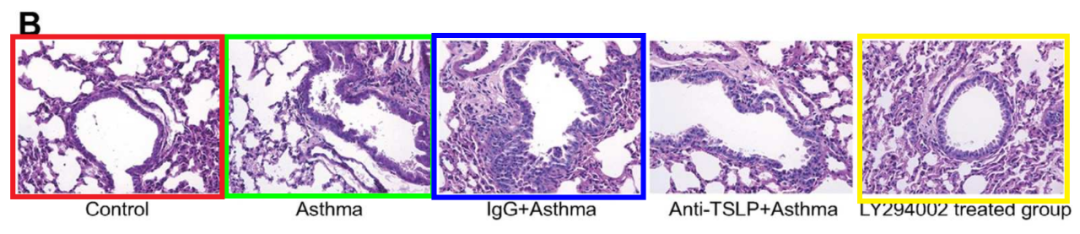 B
Control
Asthma
IgG+Asthma
Anti-TSLP+Asthma
LY294002 treated group